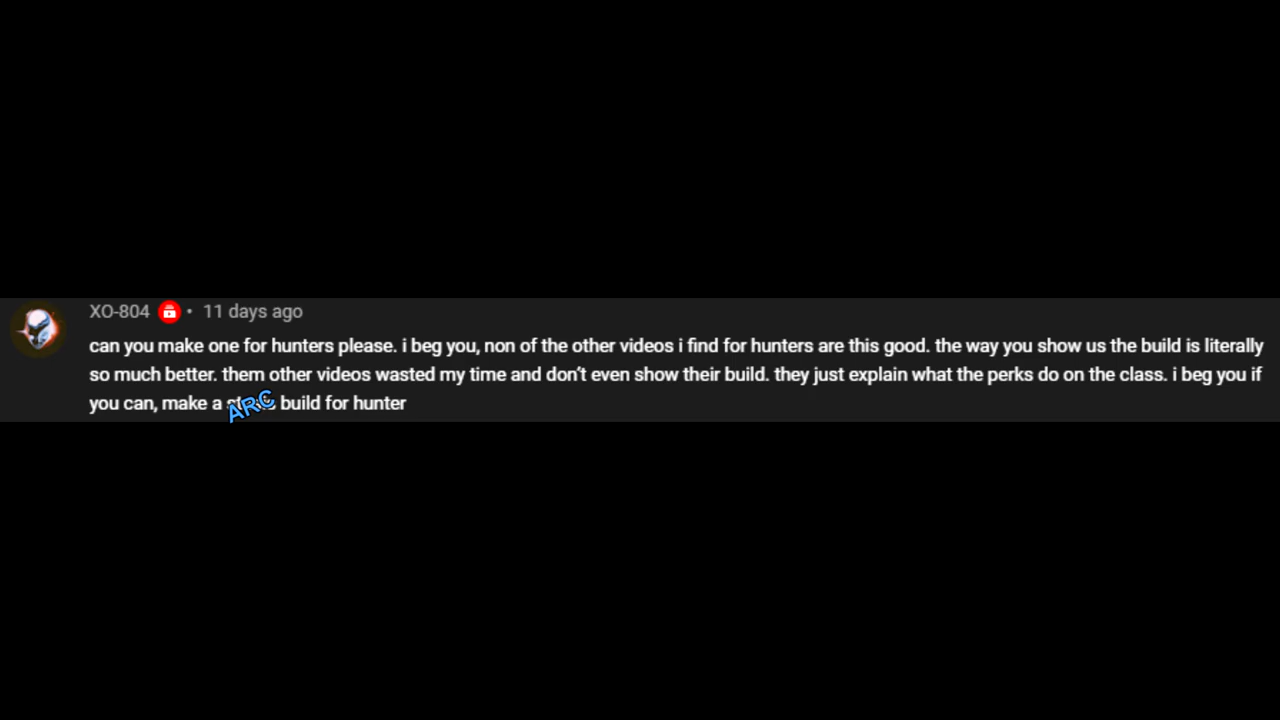 XO-804 • 11 days ago
can you make one for hunters please. i beg you, non of the other videos i find for hunters are this good. the way you show us the build is literally
so much better. them other videos wasted my time and don't even show their build. they just explain what the perks do on the class. i beg you if
you can, make a ARC build for hunter